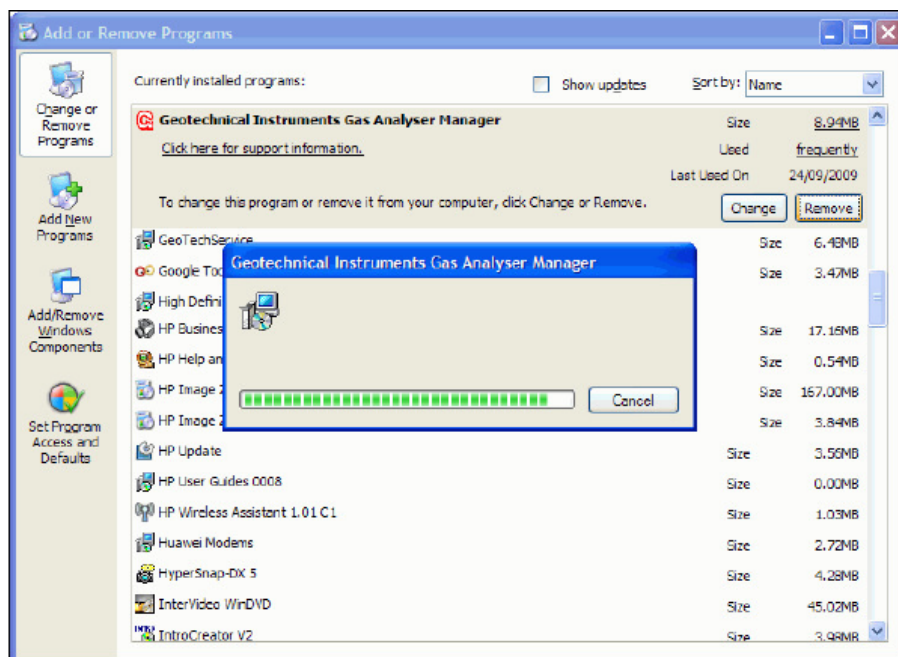 Add or Remove Programs
Change or
Remove
Programs
Add New
Programs
Add/Remove
Windows
Components
Set Program
Access and
Defaults
Currently installed programs:
Show updates
Sort by: Name
Geotechnical Instruments Gas Analyser Manager
Size 8.94MB
Click here for support information.
Used frequently
Last Used On 24/09/2009
To change this program or remove it from your computer, click Change or Remove.
Change Remove
GeoTechService Size 6.48MB
Google Too Size 3.47MB
High Defini
HP Busines Size 17.16MB
HP Help an Size 0.54MB
HP Image Z Size 167.00MB
HP Image Z Size 3.84MB
HP Update Size 3.56MB
HP User Guides 0008 Size 0.00MB
HP Wireless Assistant 1.01 C1 Size 1.03MB
Huawei Modems Size 2.72MB
HyperSnap-DX 5 Size 4.28MB
InterVideo WinDVD Size 45.02MB
IntroCreator V2 Size 3.98MB
Geotechnical Instruments Gas Analyser Manager
Cancel